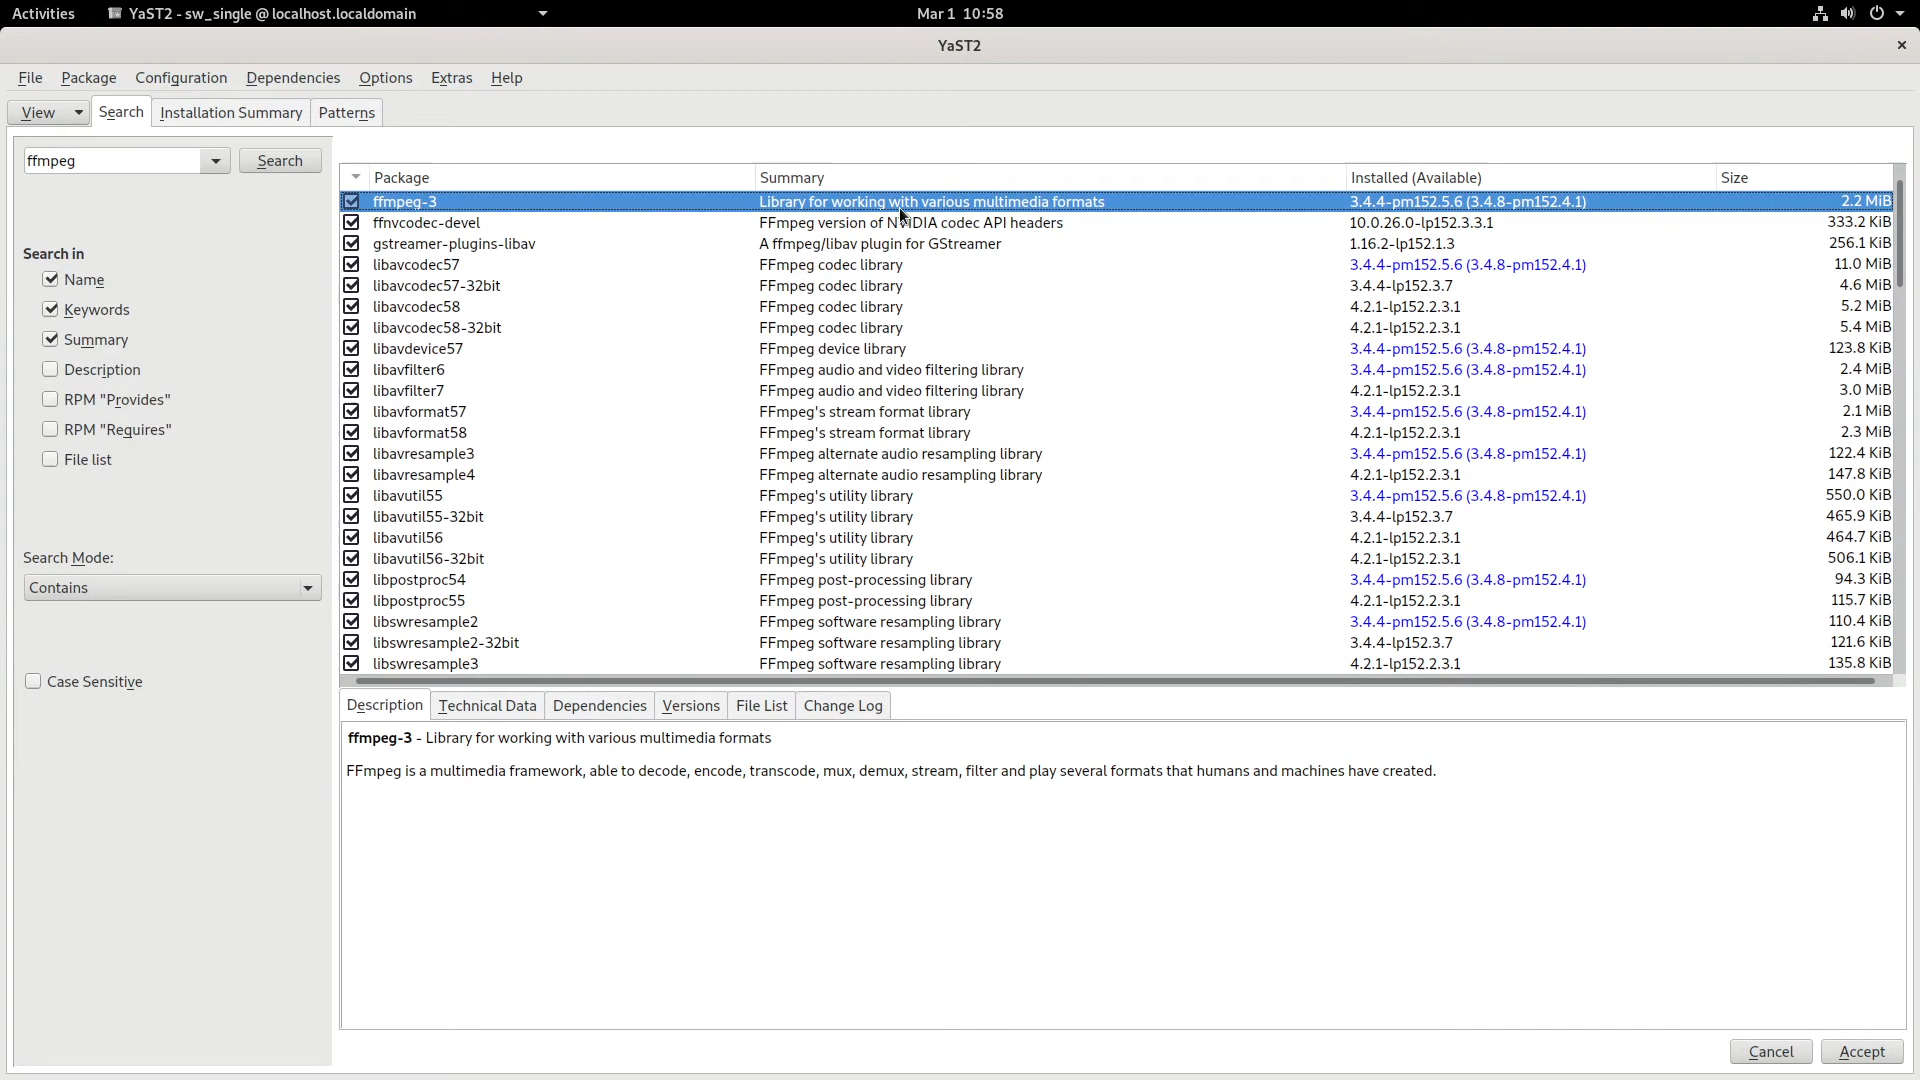 Activities YaST2 - sw_single @ localhost.localdomain Mar 1 10:58
YaST2
File Package Configuration Dependencies Options Extras Help
View Search Installation Summary Patterns
ffmpeg Search
Search in
Name
Keywords
Summary
Description
RPM "Provides"
RPM "Requires"
File list
Search Mode:
Contains
Case Sensitive
Package Summary Installed (Available) Size
ffmpeg-3 Library for working with various multimedia formats 3.4.4-pm152.5.6 (3.4.8-pm152.4.1) 2.2 MiB
ffnvcodec-devel FFmpeg version of NVIDIA codec API headers 10.0.26.0-lp152.3.3.1 333.2 KiB
gstreamer-plugins-libav A ffmpeg/libav plugin for GStreamer 1.16.2-lp152.1.3 256.1 KiB
libavcodec57 FFmpeg codec library 3.4.4-pm152.5.6 (3.4.8-pm152.4.1) 11.0 MiB
libavcodec57-32bit FFmpeg codec library 3.4.4-lp152.3.7 4.6 MiB
libavcodec58 FFmpeg codec library 4.2.1-lp152.2.3.1 5.2 MiB
libavcodec58-32bit FFmpeg codec library 4.2.1-lp152.2.3.1 5.4 MiB
libavdevice57 FFmpeg device library 3.4.4-pm152.5.6 (3.4.8-pm152.4.1) 123.8 KiB
libavfilter6 FFmpeg audio and video filtering library 3.4.4-pm152.5.6 (3.4.8-pm152.4.1) 2.4 MiB
libavfilter7 FFmpeg audio and video filtering library 4.2.1-lp152.2.3.1 3.0 MiB
libavformat57 FFmpeg's stream format library 3.4.4-pm152.5.6 (3.4.8-pm152.4.1) 2.1 MiB
libavformat58 FFmpeg's stream format library 4.2.1-lp152.2.3.1 2.3 MiB
libavresample3 FFmpeg alternate audio resampling library 3.4.4-pm152.5.6 (3.4.8-pm152.4.1) 122.4 KiB
libavresample4 FFmpeg alternate audio resampling library 4.2.1-lp152.2.3.1 147.8 KiB
libavutil55 FFmpeg's utility library 3.4.4-pm152.5.6 (3.4.8-pm152.4.1) 550.0 KiB
libavutil55-32bit FFmpeg's utility library 3.4.4-lp152.3.7 465.9 KiB
libavutil56 FFmpeg's utility library 4.2.1-lp152.2.3.1 464.7 KiB
libavutil56-32bit FFmpeg's utility library 4.2.1-lp152.2.3.1 506.1 KiB
libpostproc54 FFmpeg post-processing library 3.4.4-pm152.5.6 (3.4.8-pm152.4.1) 94.3 KiB
libpostproc55 FFmpeg post-processing library 4.2.1-lp152.2.3.1 115.7 KiB
libswresample2 FFmpeg software resampling library 3.4.4-pm152.5.6 (3.4.8-pm152.4.1) 110.4 KiB
libswresample2-32bit FFmpeg software resampling library 3.4.4-lp152.3.7 121.6 KiB
libswresample3 FFmpeg software resampling library 4.2.1-lp152.2.3.1 135.8 KiB
Description Technical Data Dependencies Versions File List Change Log
ffmpeg-3 - Library for working with various multimedia formats
FFmpeg is a multimedia framework, able to decode, encode, transcode, mux, demux, stream, filter and play several formats that humans and machines have created.
Cancel Accept